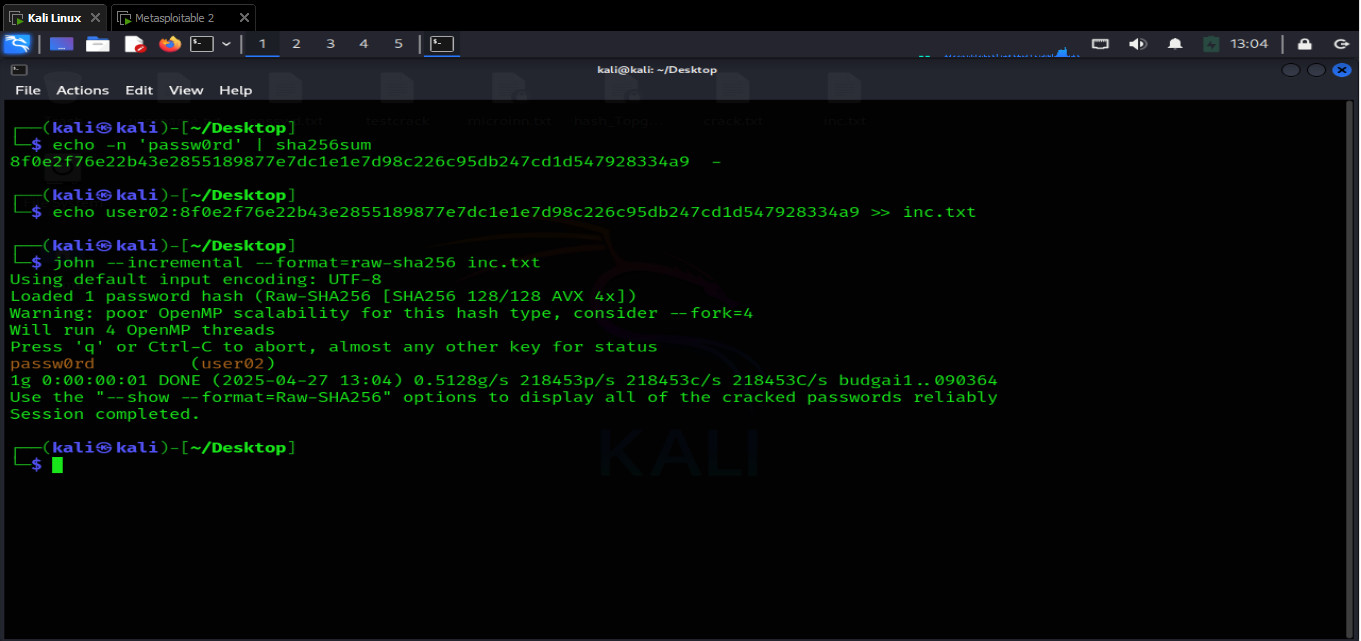 Kali Linux
Metasploitable 2
1 2 3 4 5
13:04
kali@kali: ~/Desktop
File Actions Edit View Help
testcrack
crack.txt
inc.txt
┌──(kali㉿kali)-[~/Desktop]
└─$ echo -n 'passw0rd' | sha256sum
8f0e2f76e22b43e2855189877e7dc1e1e7d98c226c95db247cd1d547928334a9  -
┌──(kali㉿kali)-[~/Desktop]
└─$ echo user02:8f0e2f76e22b43e2855189877e7dc1e1e7d98c226c95db247cd1d547928334a9 >> inc.txt
┌──(kali㉿kali)-[~/Desktop]
└─$ john --incremental --format=raw-sha256 inc.txt
Using default input encoding: UTF-8
Loaded 1 password hash (Raw-SHA256 [SHA256 128/128 AVX 4x])
Warning: poor OpenMP scalability for this hash type, consider --fork=4
Will run 4 OpenMP threads
Press 'q' or Ctrl-C to abort, almost any other key for status
passw0rd         (user02)
1g 0:00:00:01 DONE (2025-04-27 13:04) 0.5128g/s 218453p/s 218453c/s 218453C/s budgai1..090364
Use the "--show --format=Raw-SHA256" options to display all of the cracked passwords reliably
Session completed.
┌──(kali㉿kali)-[~/Desktop]
└─$
KALI